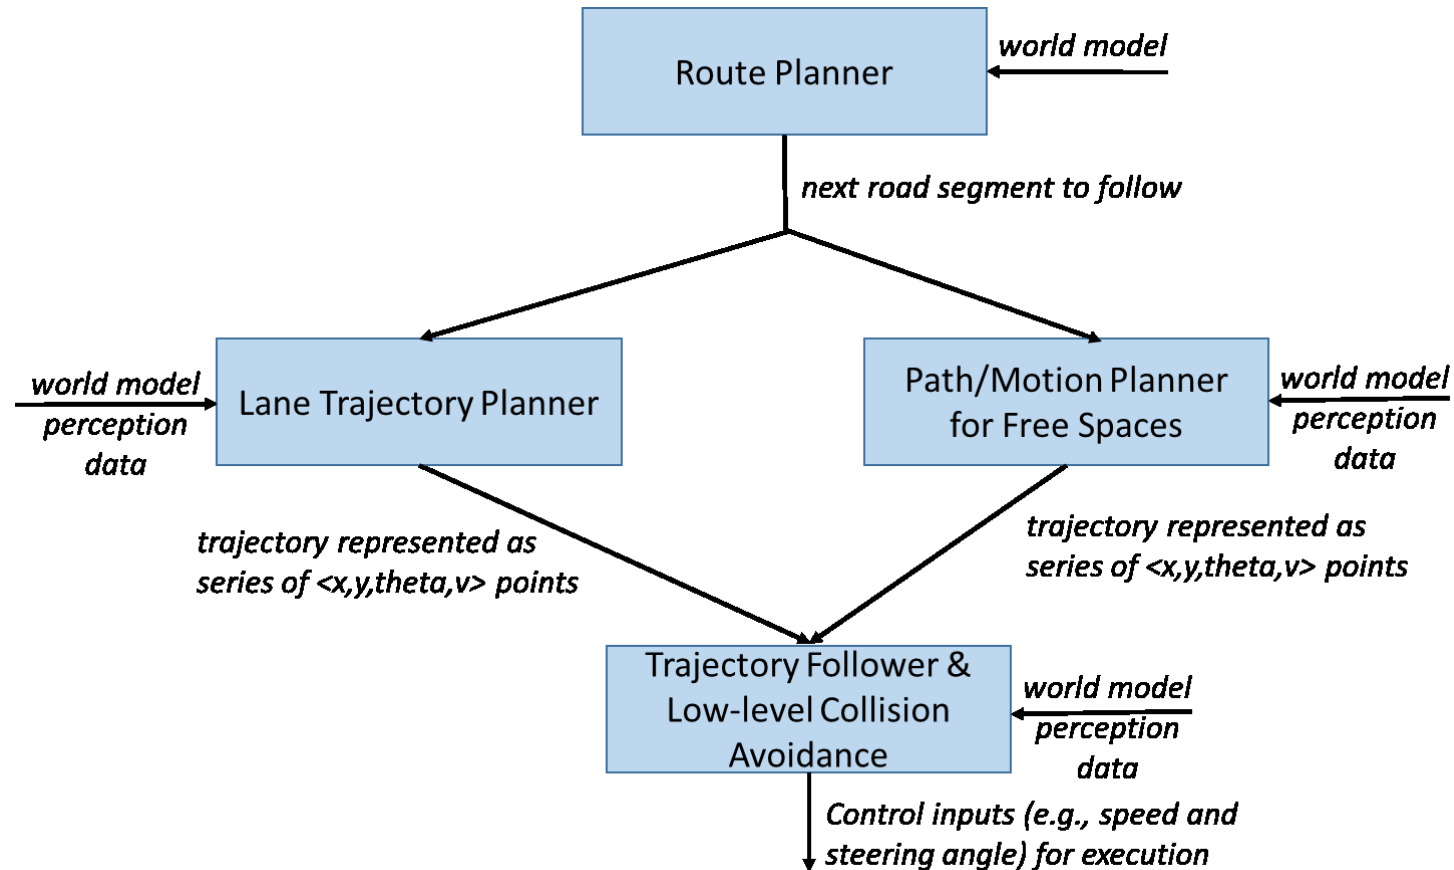 Route Planner
world model
next road segment to follow
world model
perception
data
Lane Trajectory Planner
Path/Motion Planner
for Free Spaces
world model
perception
data
trajectory represented as
series of <x,y,theta,v> points
trajectory represented as
series of <x,y,theta,v> points
Trajectory Follower &
Low-level Collision
Avoidance
world model
perception
data
Control inputs (e.g., speed and
steering angle) for execution